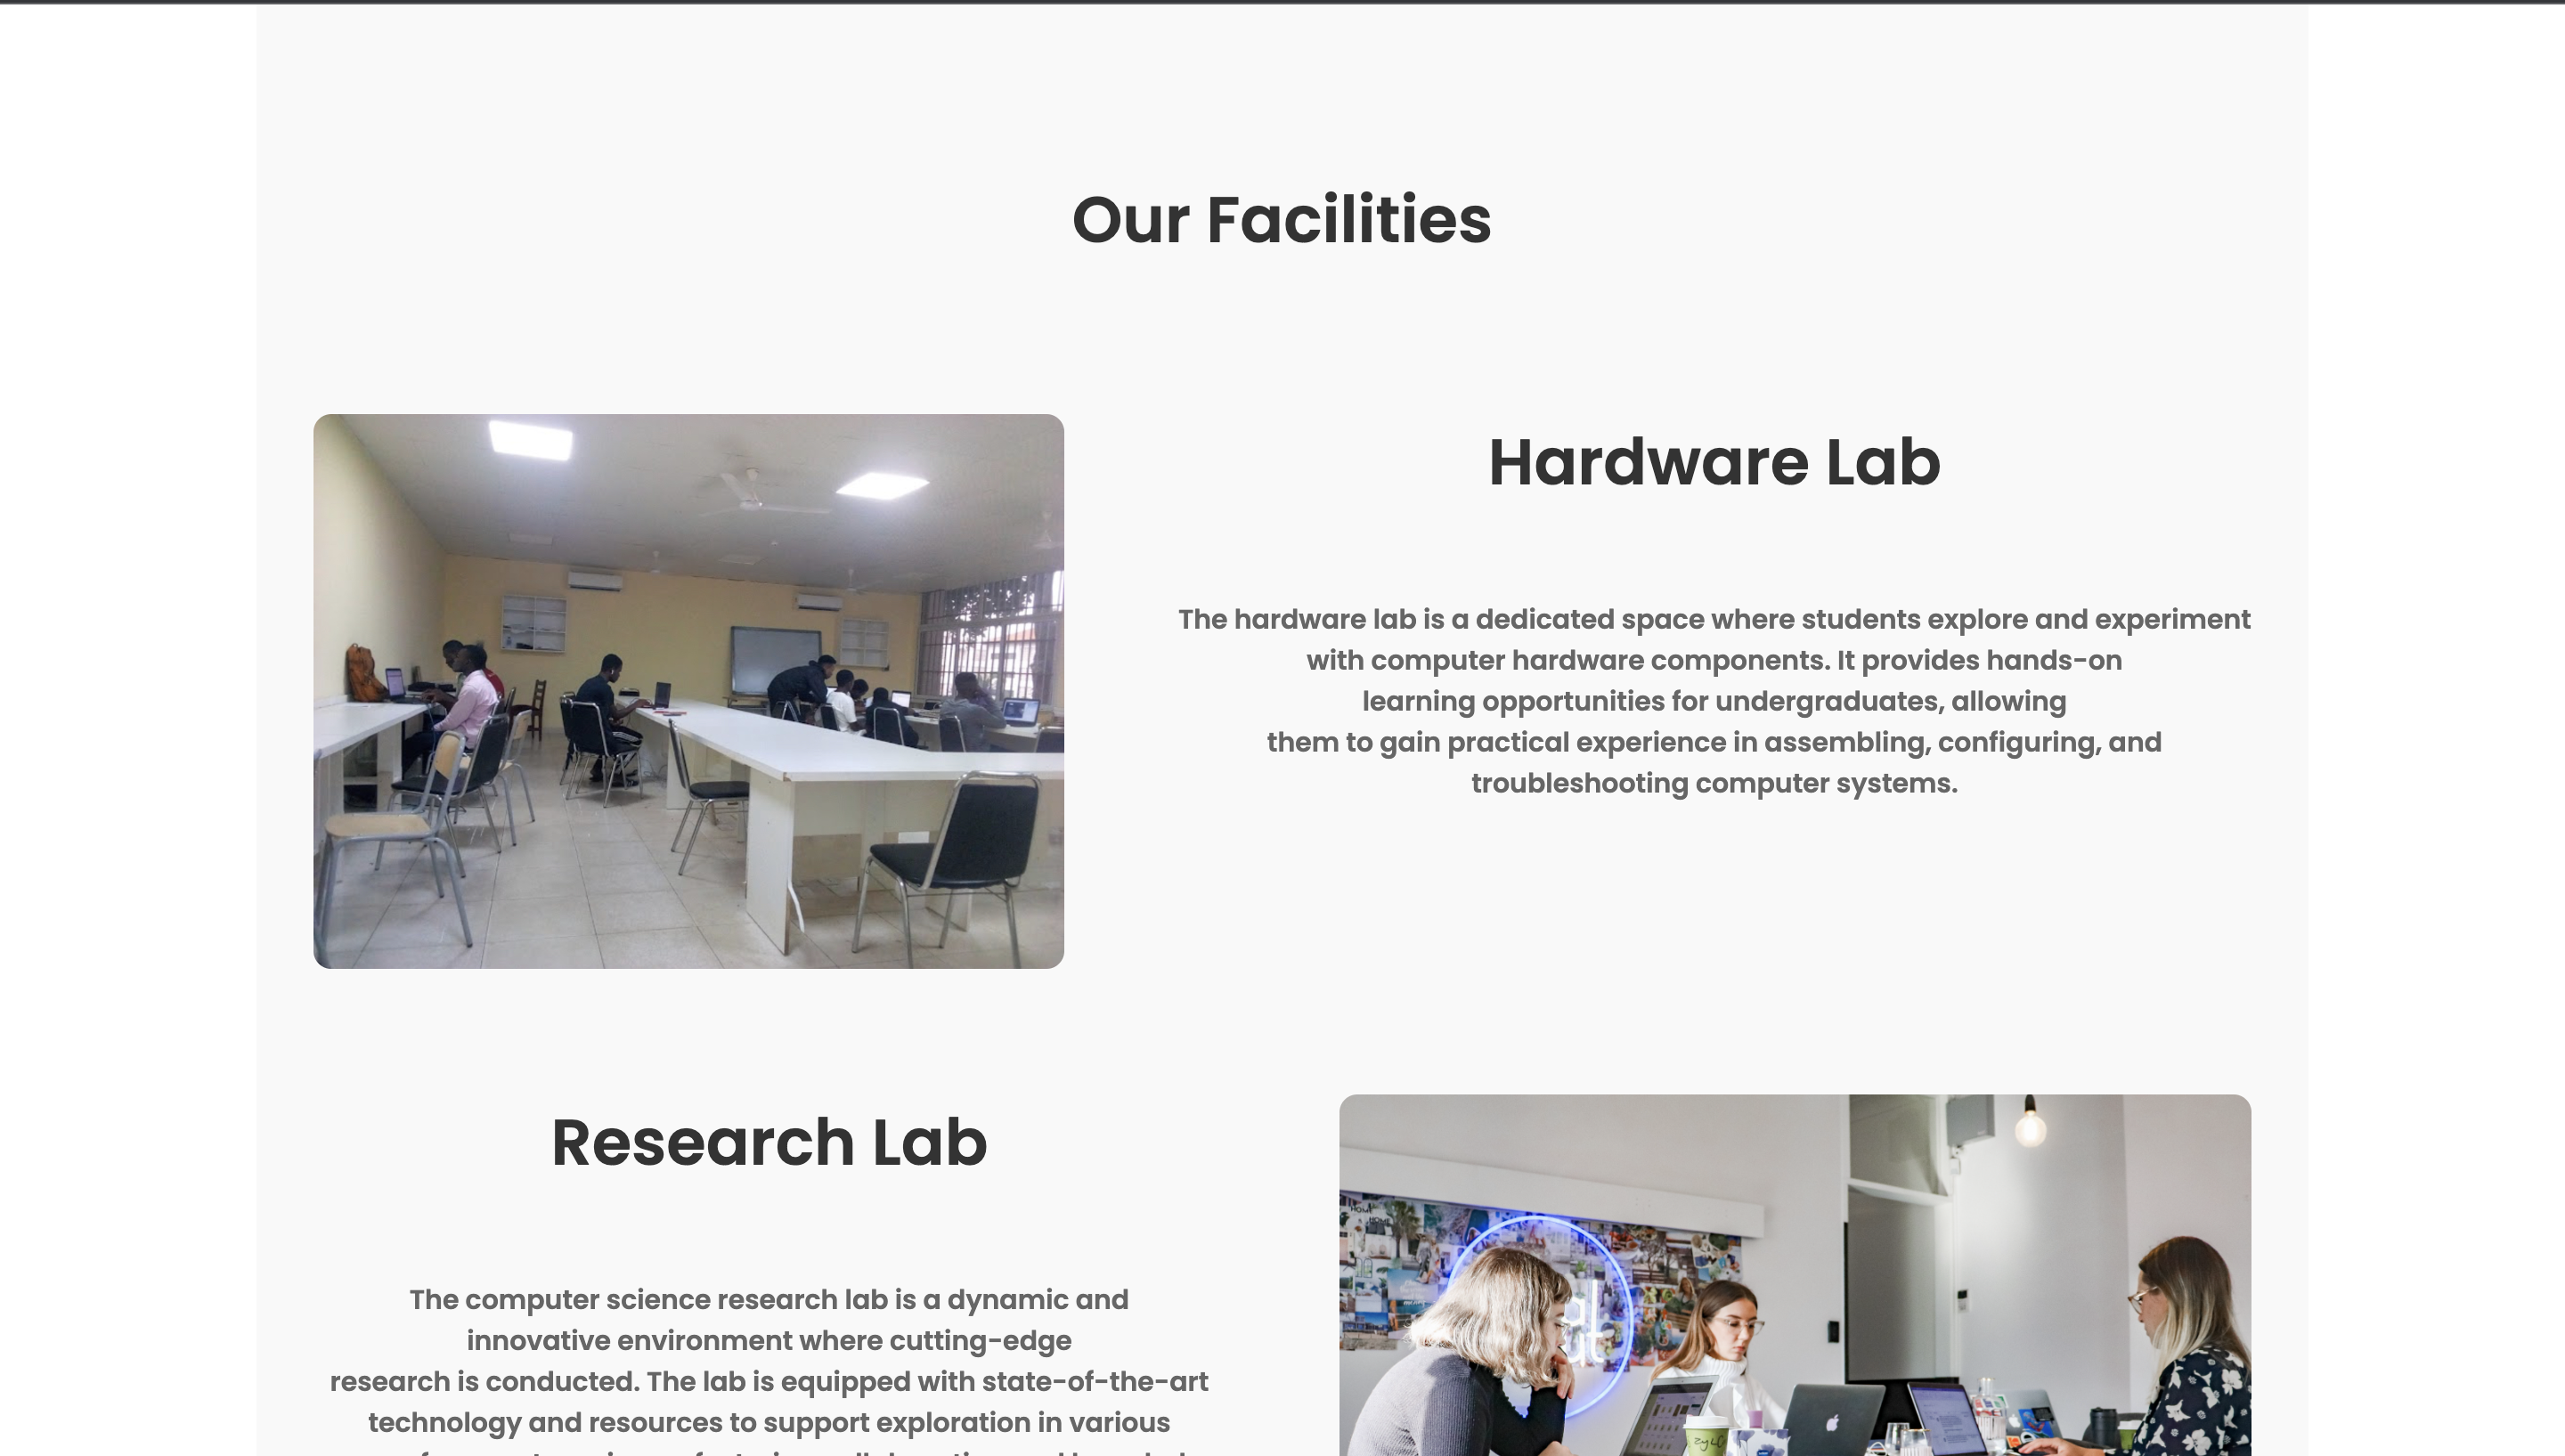 Our Facilities
Hardware Lab
The hardware lab is a dedicated space where students explore and experiment
with computer hardware components. It provides hands-on
learning opportunities for undergraduates, allowing
them to gain practical experience in assembling, configuring, and
troubleshooting computer systems.
Research Lab
The computer science research lab is a dynamic and
innovative environment where cutting-edge
research is conducted. The lab is equipped with state-of-the-art
technology and resources to support exploration in various